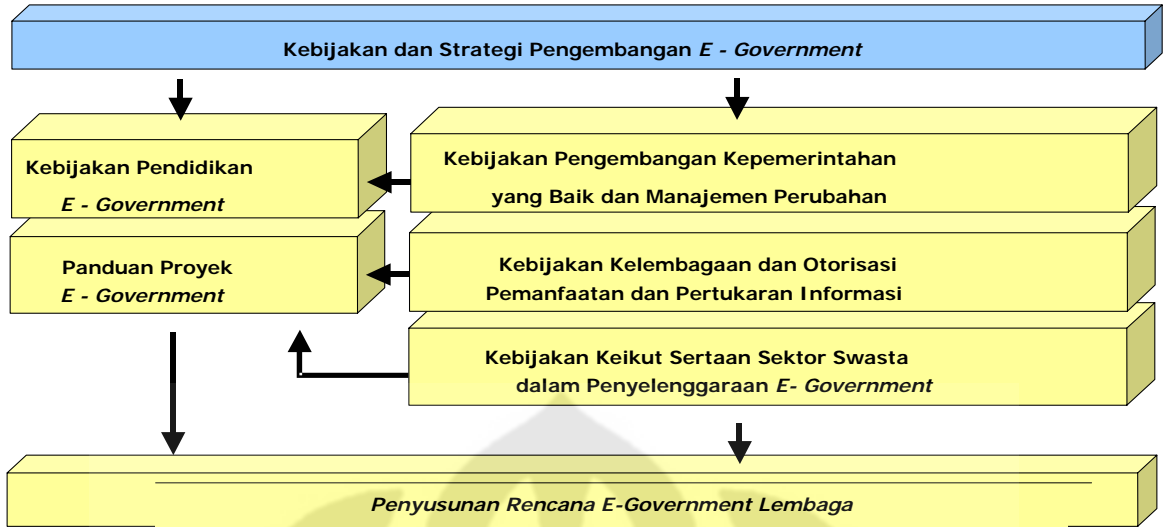 Kebijakan dan Strategi Pengembangan E - Government
Kebijakan Pendidikan
E - Government
Kebijakan Pengembangan Kepemerintahan
yang Baik dan Manajemen Perubahan
Panduan Proyek
E - Government
Kebijakan Kelembagaan dan Otorisasi
Pemanfaatan dan Pertukaran Informasi
Kebijakan Keikut Sertaan Sektor Swasta
dalam Penyelenggaraan E- Government
Penyusunan Rencana E-Government Lembaga